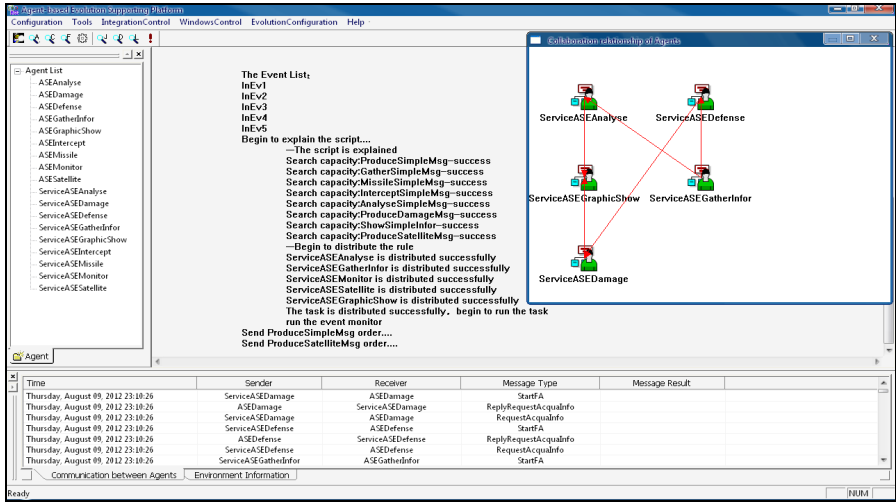 Agent-based Evolution Supporting Platform
Configuration Tools IntegrationControl WindowsControl EvolutionConfiguration Help
Agent List
ASEAnalyse
ASEDamage
ASEDefense
ASEGatherInfor
ASEGraphicShow
ASEIntercept
ASEMissile
ASEMonitor
ASESatellite
ServiceASEAnalyse
ServiceASEDamage
ServiceASEDefense
ServiceASEGatherInfor
ServiceASEGraphicShow
ServiceASEIntercept
ServiceASEMissile
ServiceASEMonitor
ServiceASESatellite
Agent
The Event List:
InEv1
InEv2
InEv3
InEv4
InEv5
Begin to explain the script....
—The script is explained
Search capacity:ProduceSimpleMsg-success
Search capacity:GatherSimpleMsg-success
Search capacity:MissileSimpleMsg-success
Search capacity:InterceptSimpleMsg-success
Search capacity:AnalyseSimpleMsg-success
Search capacity:ProduceDamageMsg-success
Search capacity:ShowSimpleInfor-success
Search capacity:ProduceSatelliteMsg-success
—Begin to distribute the rule
ServiceASEAnalyse is distributed successfully
ServiceASEGatherInfor is distributed successfully
ServiceASEMonitor is distributed successfully
ServiceASESatellite is distributed successfully
ServiceASEGraphicShow is distributed successfully
The task is distributed successfully, begin to run the task
run the event monitor
Send ProduceSimpleMsg order....
Send ProduceSatelliteMsg order....
Collaboration relationship of Agents
ServiceASEAnalyse ServiceASEDefense
ServiceASEGraphicShow ServiceASEGatherInfor
ServiceASEDamage
Time Sender Receiver Message Type Message Result
Thursday, August 09, 2012 23:10:26 ServiceASEDamage ASEDamage StartFA
Thursday, August 09, 2012 23:10:26 ASEDamage ServiceASEDamage ReplyRequestAcquaInfo
Thursday, August 09, 2012 23:10:26 ServiceASEDamage ASEDamage RequestAcquaInfo
Thursday, August 09, 2012 23:10:26 ServiceASEDefense ASEDefense StartFA
Thursday, August 09, 2012 23:10:26 ASEDefense ServiceASEDefense ReplyRequestAcquaInfo
Thursday, August 09, 2012 23:10:26 ServiceASEDefense ASEDefense RequestAcquaInfo
Thursday, August 09, 2012 23:10:26 ServiceASEGatherInfor ASEGatherInfor StartFA
Communication between Agents Environment Information
Ready NUM